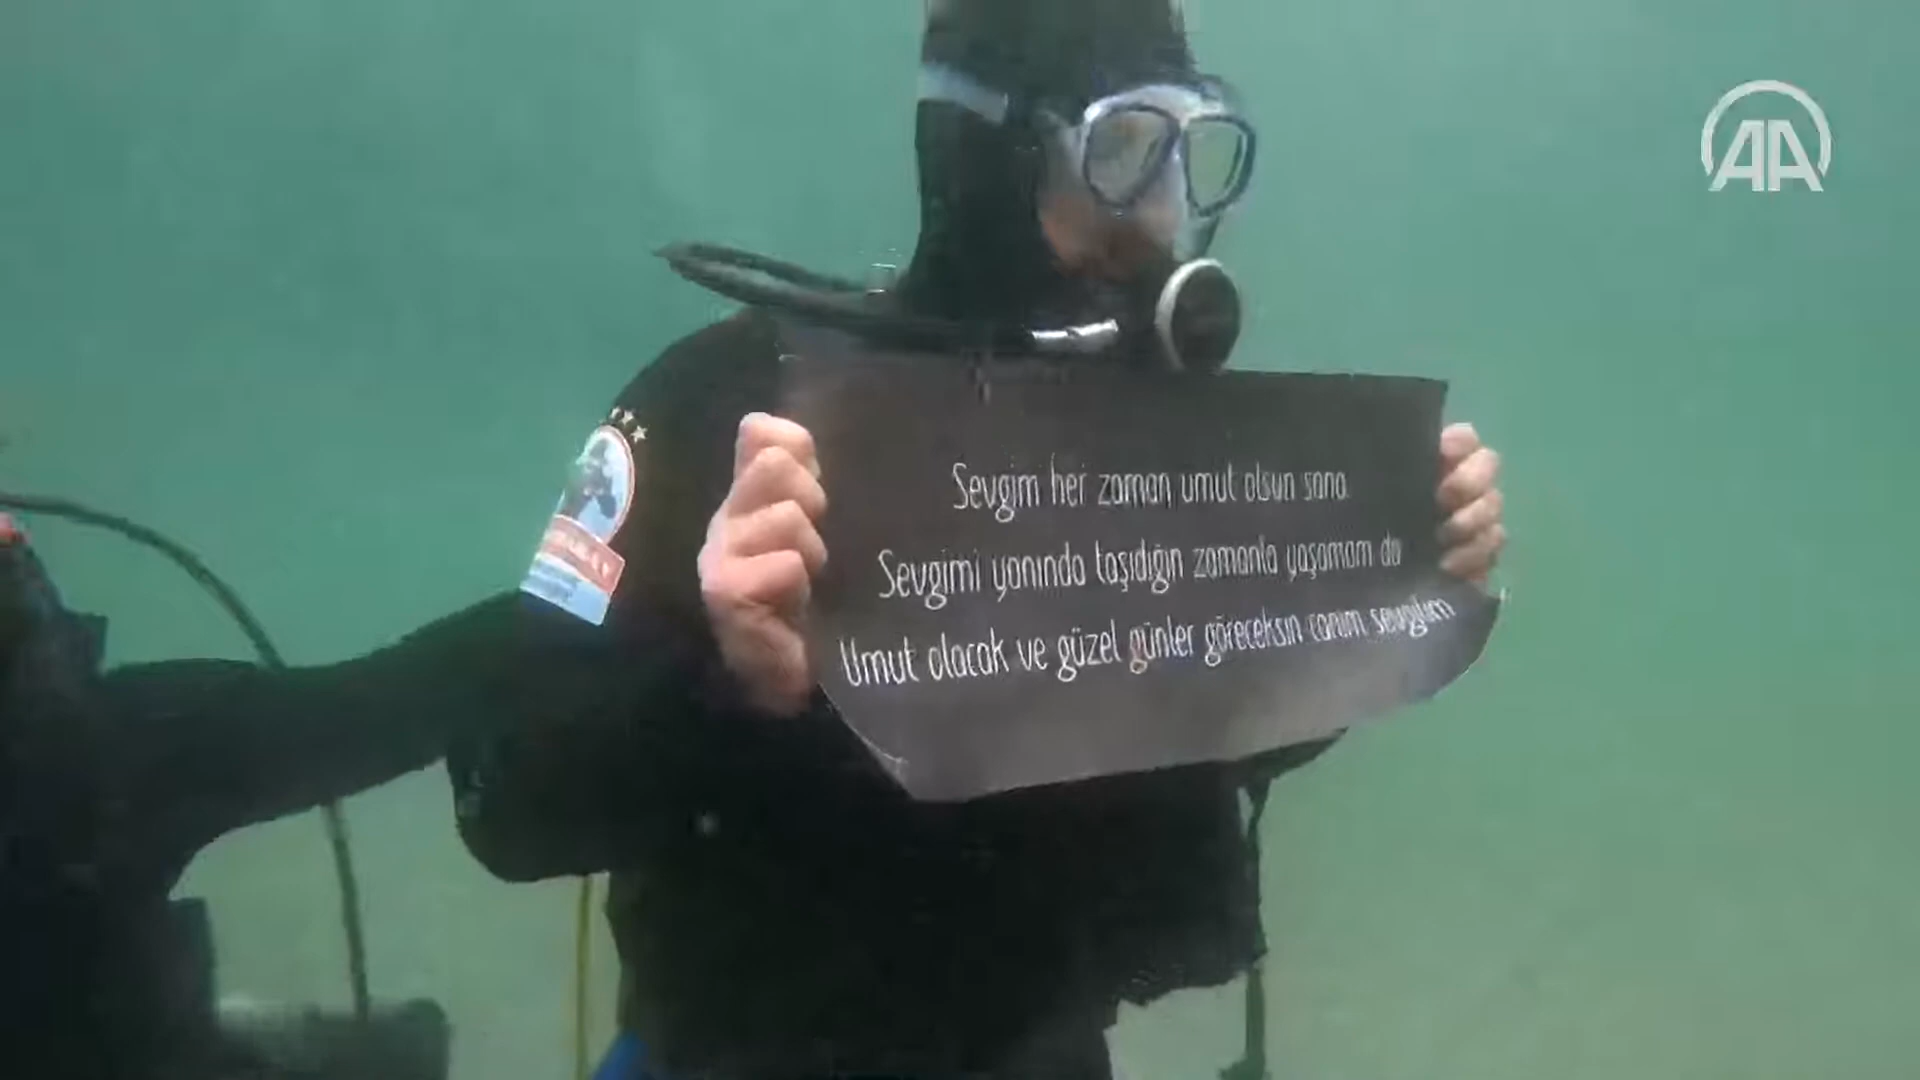 AA
Sevgim her zaman umut olsun sana.
Sevgimi yanında taşıdığın zamanla yaşamam da
Umut olacak ve güzel günler göreceksin canım sevgilim